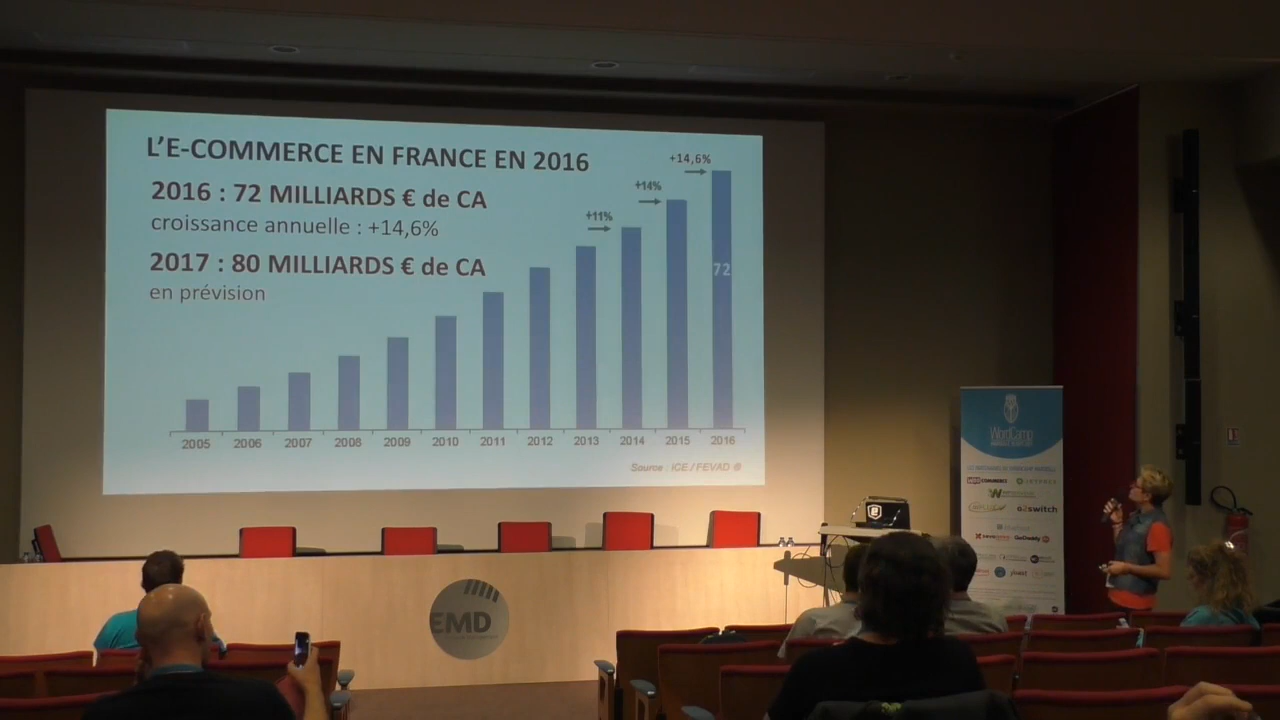 L'E-COMMERCE EN FRANCE EN 2016
2016 : 72 MILLIARDS € de CA
croissance annuelle : +14,6%
2017 : 80 MILLIARDS € de CA
en prévision
+11%
+14%
+14,6%
72
2005 2006 2007 2008 2009 2010 2011 2012 2013 2014 2015 2016
Source : iCE / FEVAD @
EMD
WordCamp
COMMERCE
o2switch
GoDaddy